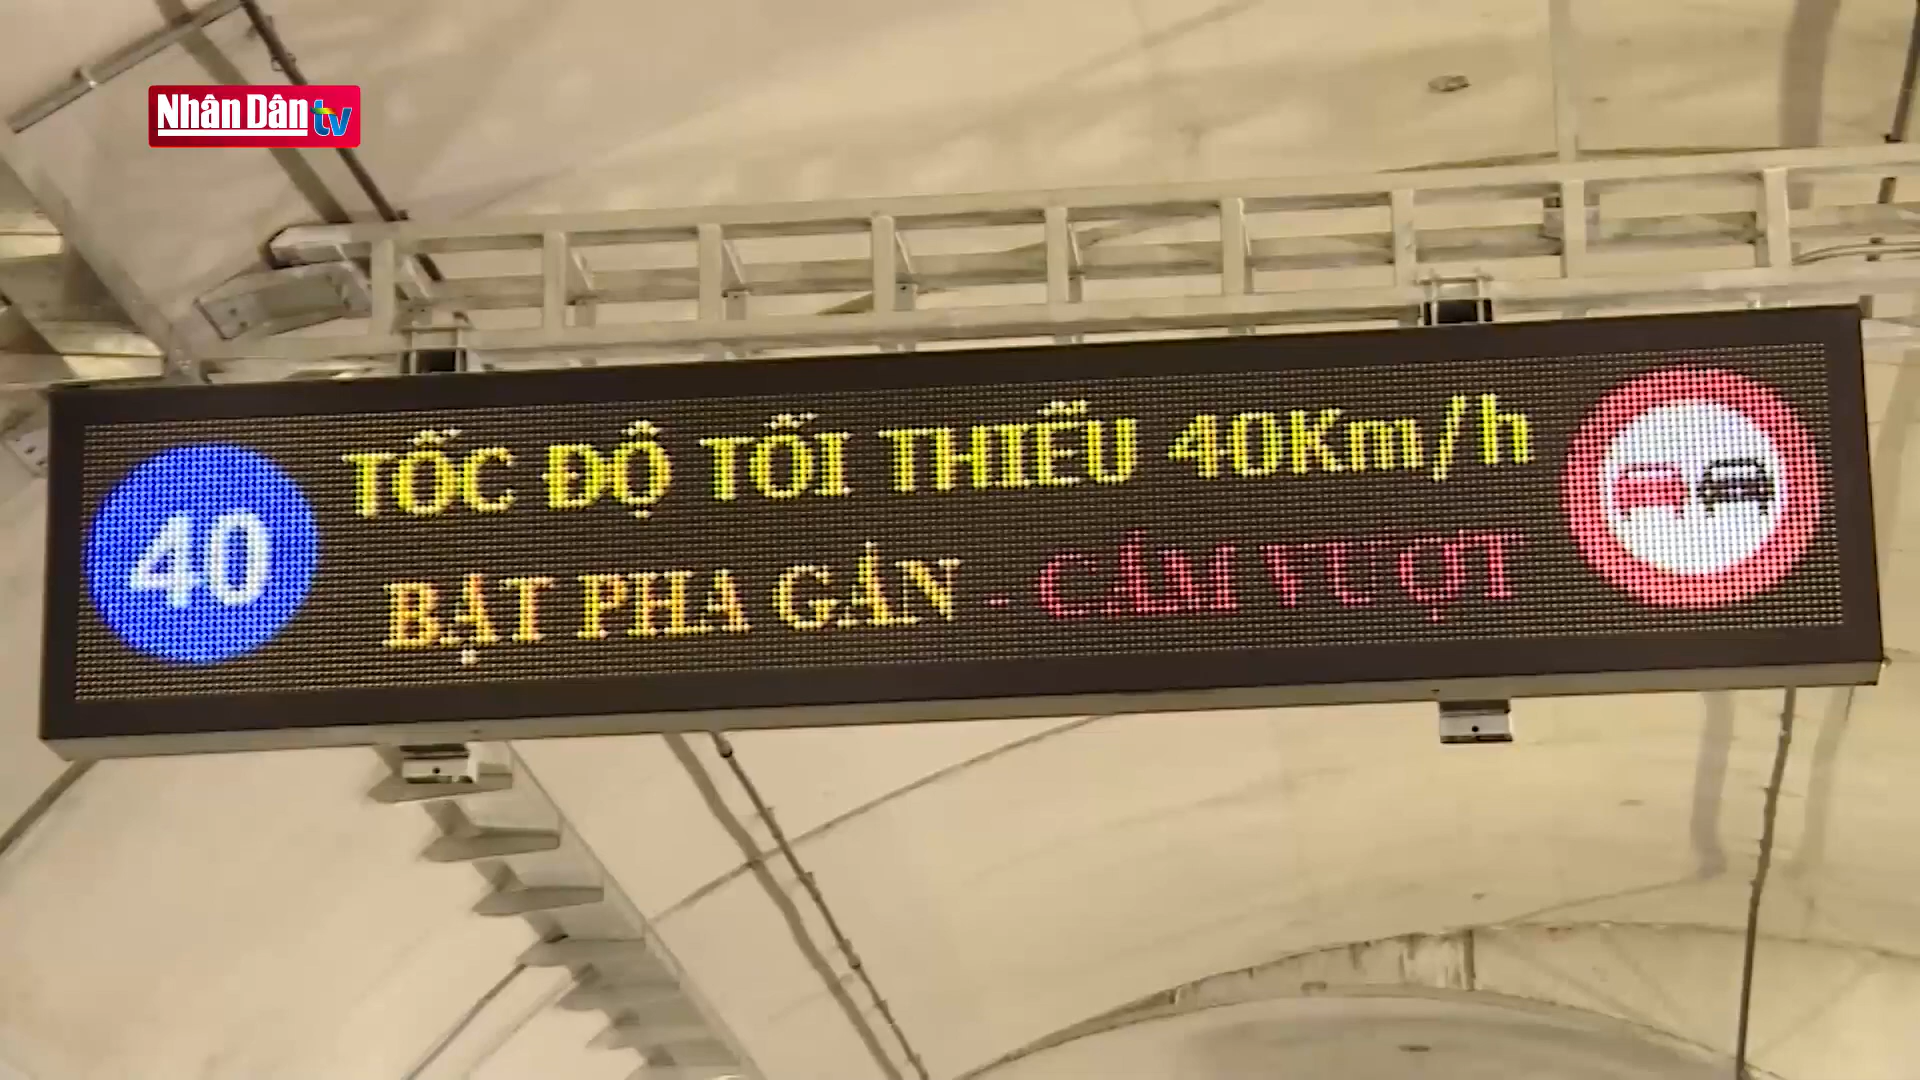 Nhân Dân tv
TỐC ĐỘ TỐI THIỂU 40Km/h
40
BẬT PHA GẦN - CẤM VƯỢT